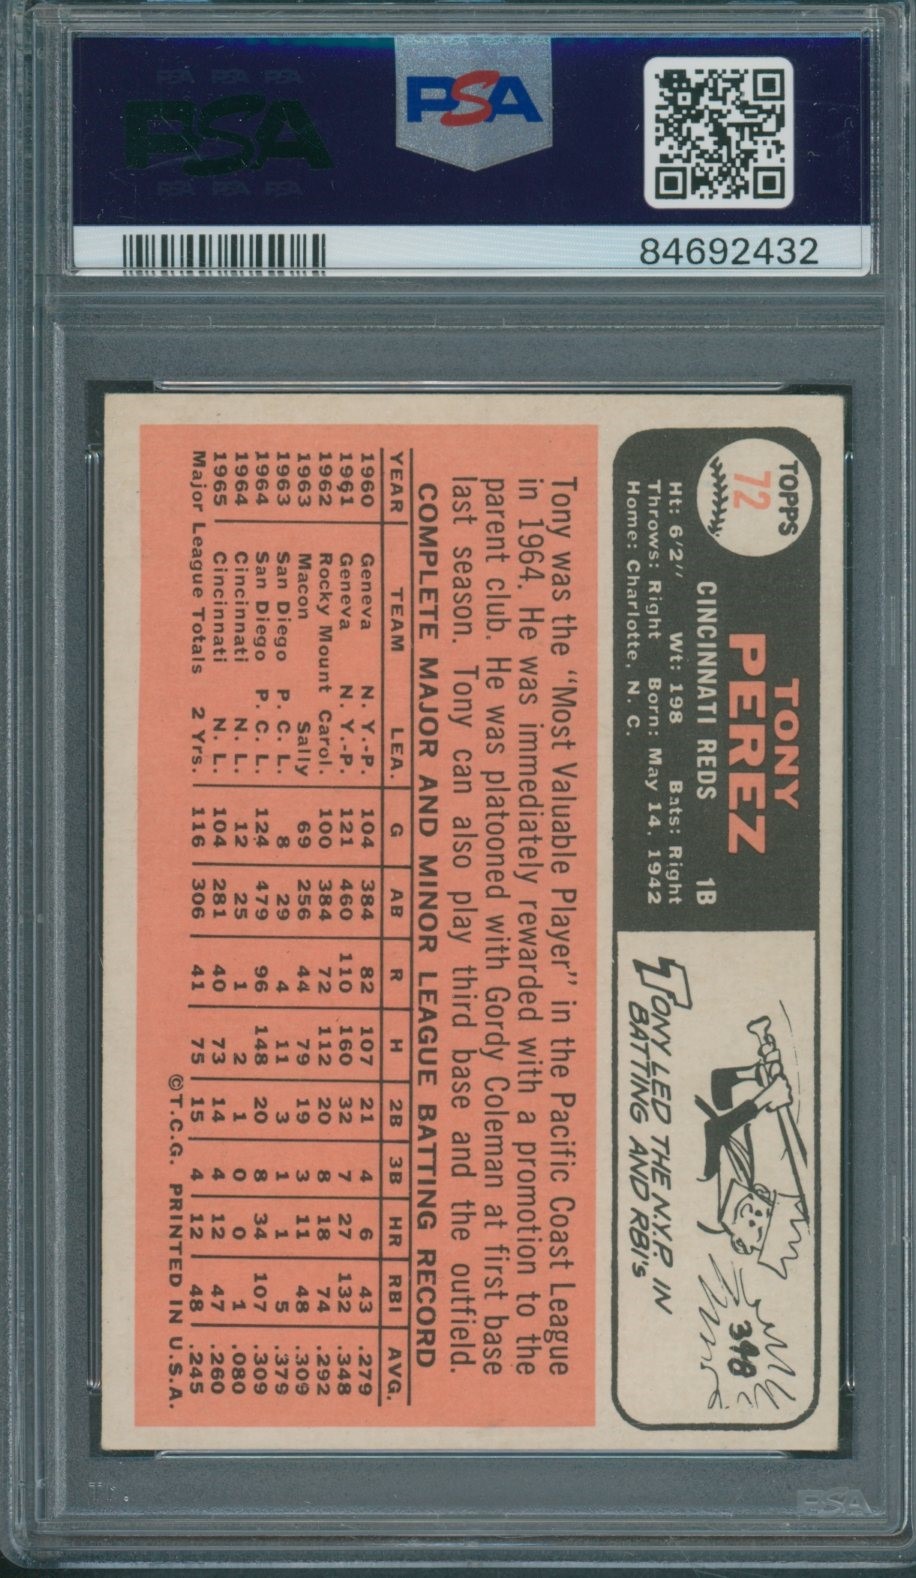 PSA PSA PSA
PSA
PSA PSA PSA
PSA
84692432
TOPPS
72
TONY
PEREZ
CINCINNATI REDS 1B
Ht: 6'2" Wt: 198 Bats: Right
Throws: Right Born: May 14, 1942
Home: Charlotte, N. C.
398
TONY LED THE N.Y.P. IN
BATTING AND RBI's
Tony was the "Most Valuable Player" in the Pacific Coast League
in 1964. He was immediately rewarded with a promotion to the
parent club. He was platooned with Gordy Coleman at first base
last season. Tony can also play third base and the outfield.
COMPLETE MAJOR AND MINOR LEAGUE BATTING RECORD
YEAR TEAM LEA. G AB R H 2B 3B HR RBI AVG.
1960 Geneva N. Y.-P. 104 384 82 107 21 4 6 43 .279
1961 Geneva N. Y.-P. 121 460 110 160 32 7 27 132 .348
1962 Rocky Mount Carol. 100 384 72 112 20 8 18 74 .292
1963 Macon Sally 69 256 44 79 19 3 11 48 .309
1963 San Diego P. C. L. 8 29 4 11 3 1 1 5 .379
1964 San Diego P. C. L. 124 479 96 148 20 8 34 107 .309
1964 Cincinnati N. L. 12 25 1 2 1 0 0 1 .080
1965 Cincinnati N. L. 104 281 40 73 14 4 12 47 .260
Major League Totals 2 Yrs. 116 306 41 75 15 4 12 48 .245
©T.C.G. PRINTED IN U.S.A.
PSA